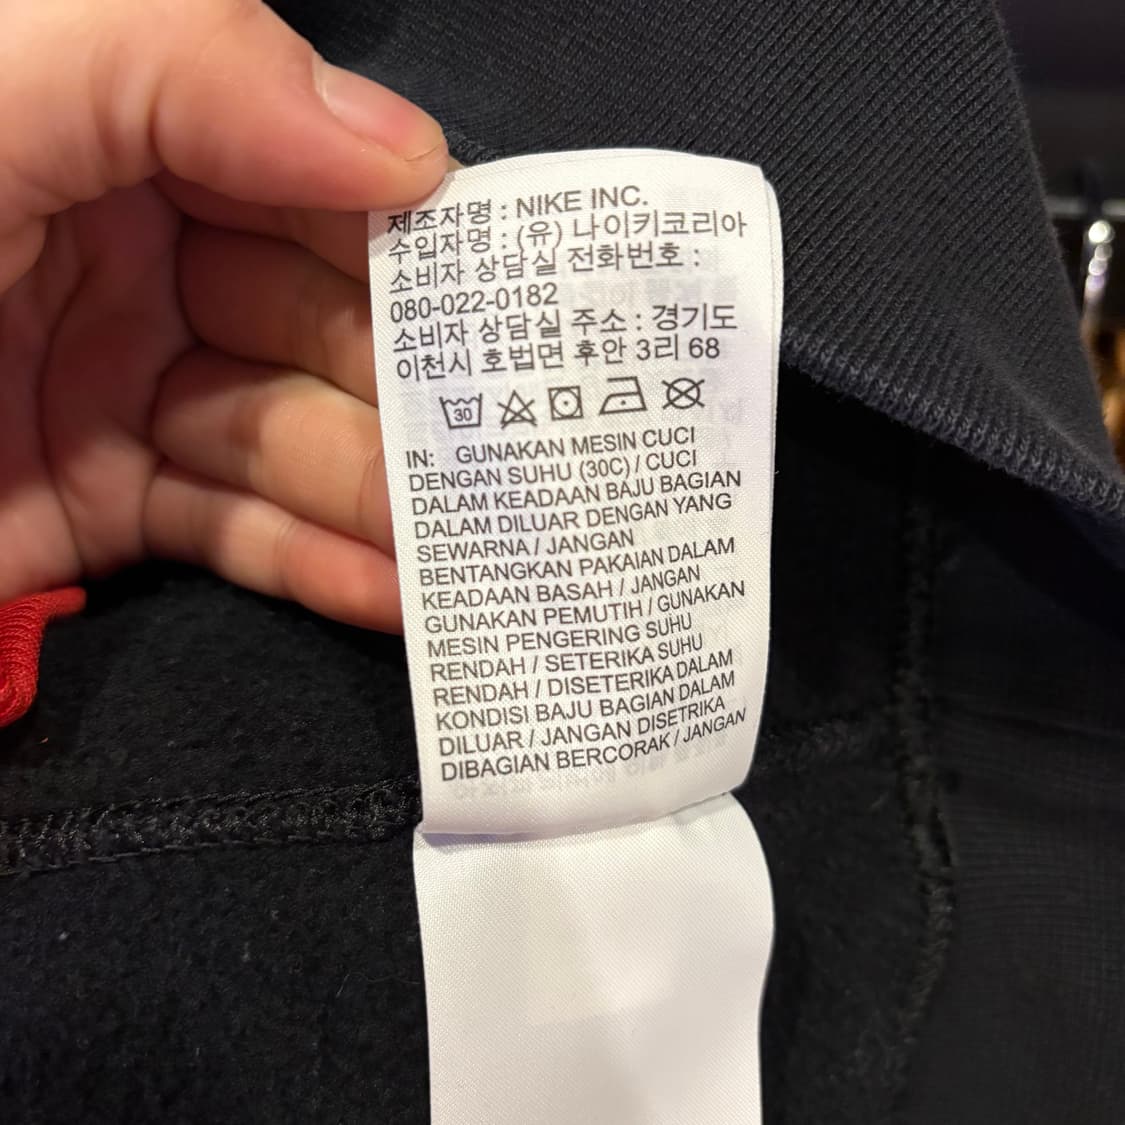 제조자명 : NIKE INC.
수입자명 : (유) 나이키코리아
소비자 상담실 전화번호 :
080-022-0182
소비자 상담실 주소 : 경기도
이천시 호법면 후안 3리 68
30
IN: GUNAKAN MESIN CUCI
DENGAN SUHU (30C) / CUCI
DALAM KEADAAN BAJU BAGIAN
DALAM DILUAR DENGAN YANG
SEWARNA / JANGAN
BENTANGKAN PAKAIAN DALAM
KEADAAN BASAH / JANGAN
GUNAKAN PEMUTIH / GUNAKAN
MESIN PENGERING SUHU
RENDAH / SETERIKA SUHU
RENDAH / DISETERIKA DALAM
KONDISI BAJU BAGIAN DALAM
DILUAR / JANGAN DISETRIKA
DIBAGIAN BERCORAK / JANGAN